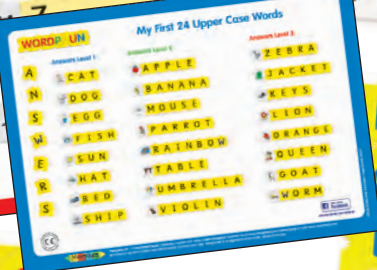 My First 24 Upper Case Words
Answers Level 1
Answers Level 2
Answers Level 3
ANSWERS
CAT
DOG
EGG
FISH
SUN
HAT
BED
SHIP
APPLE
BANANA
MOUSE
PARROT
RAINBOW
TABLE
UMBRELLA
VIOLIN
ZEBRA
JACKET
KEYS
LION
ORANGE
QUEEN
GOAT
WORM
CE